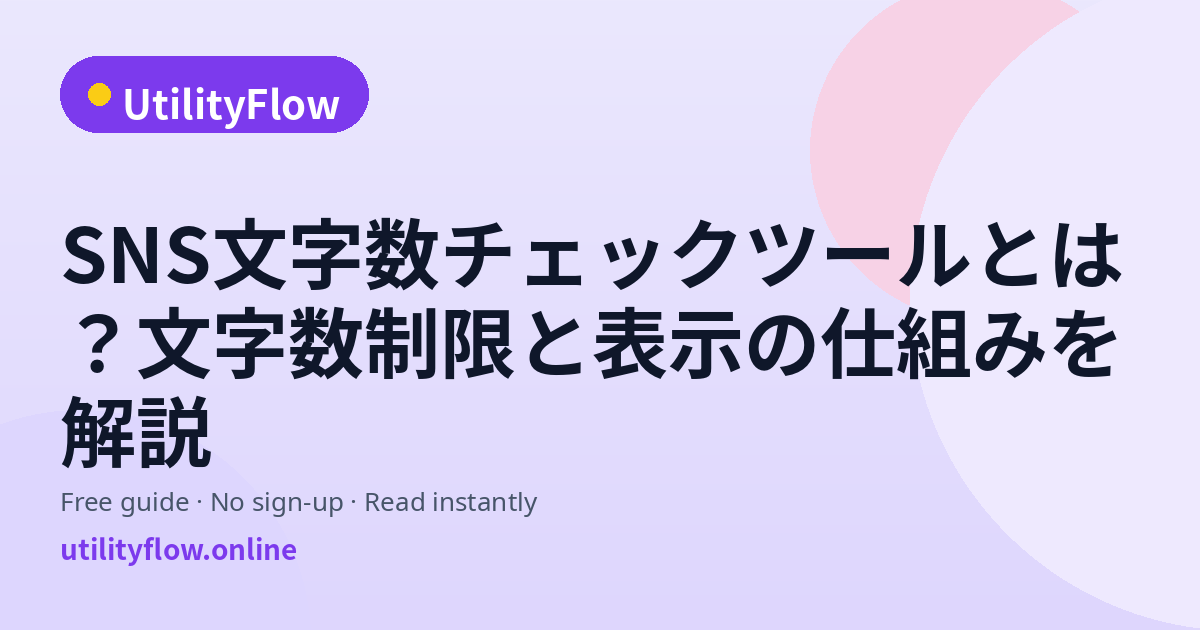 UtilityFlow
SNS文字数チェックツールとは
？文字数制限と表示の仕組みを
解説
Free guide · No sign-up · Read instantly
utilityflow.online